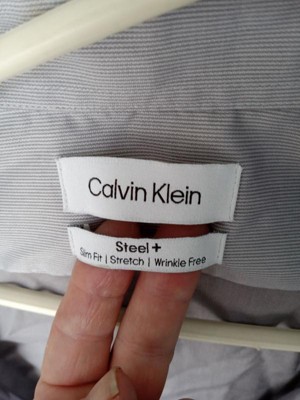 Calvin Klein
Steel+
Slim Fit | Stretch | Wrinkle Free